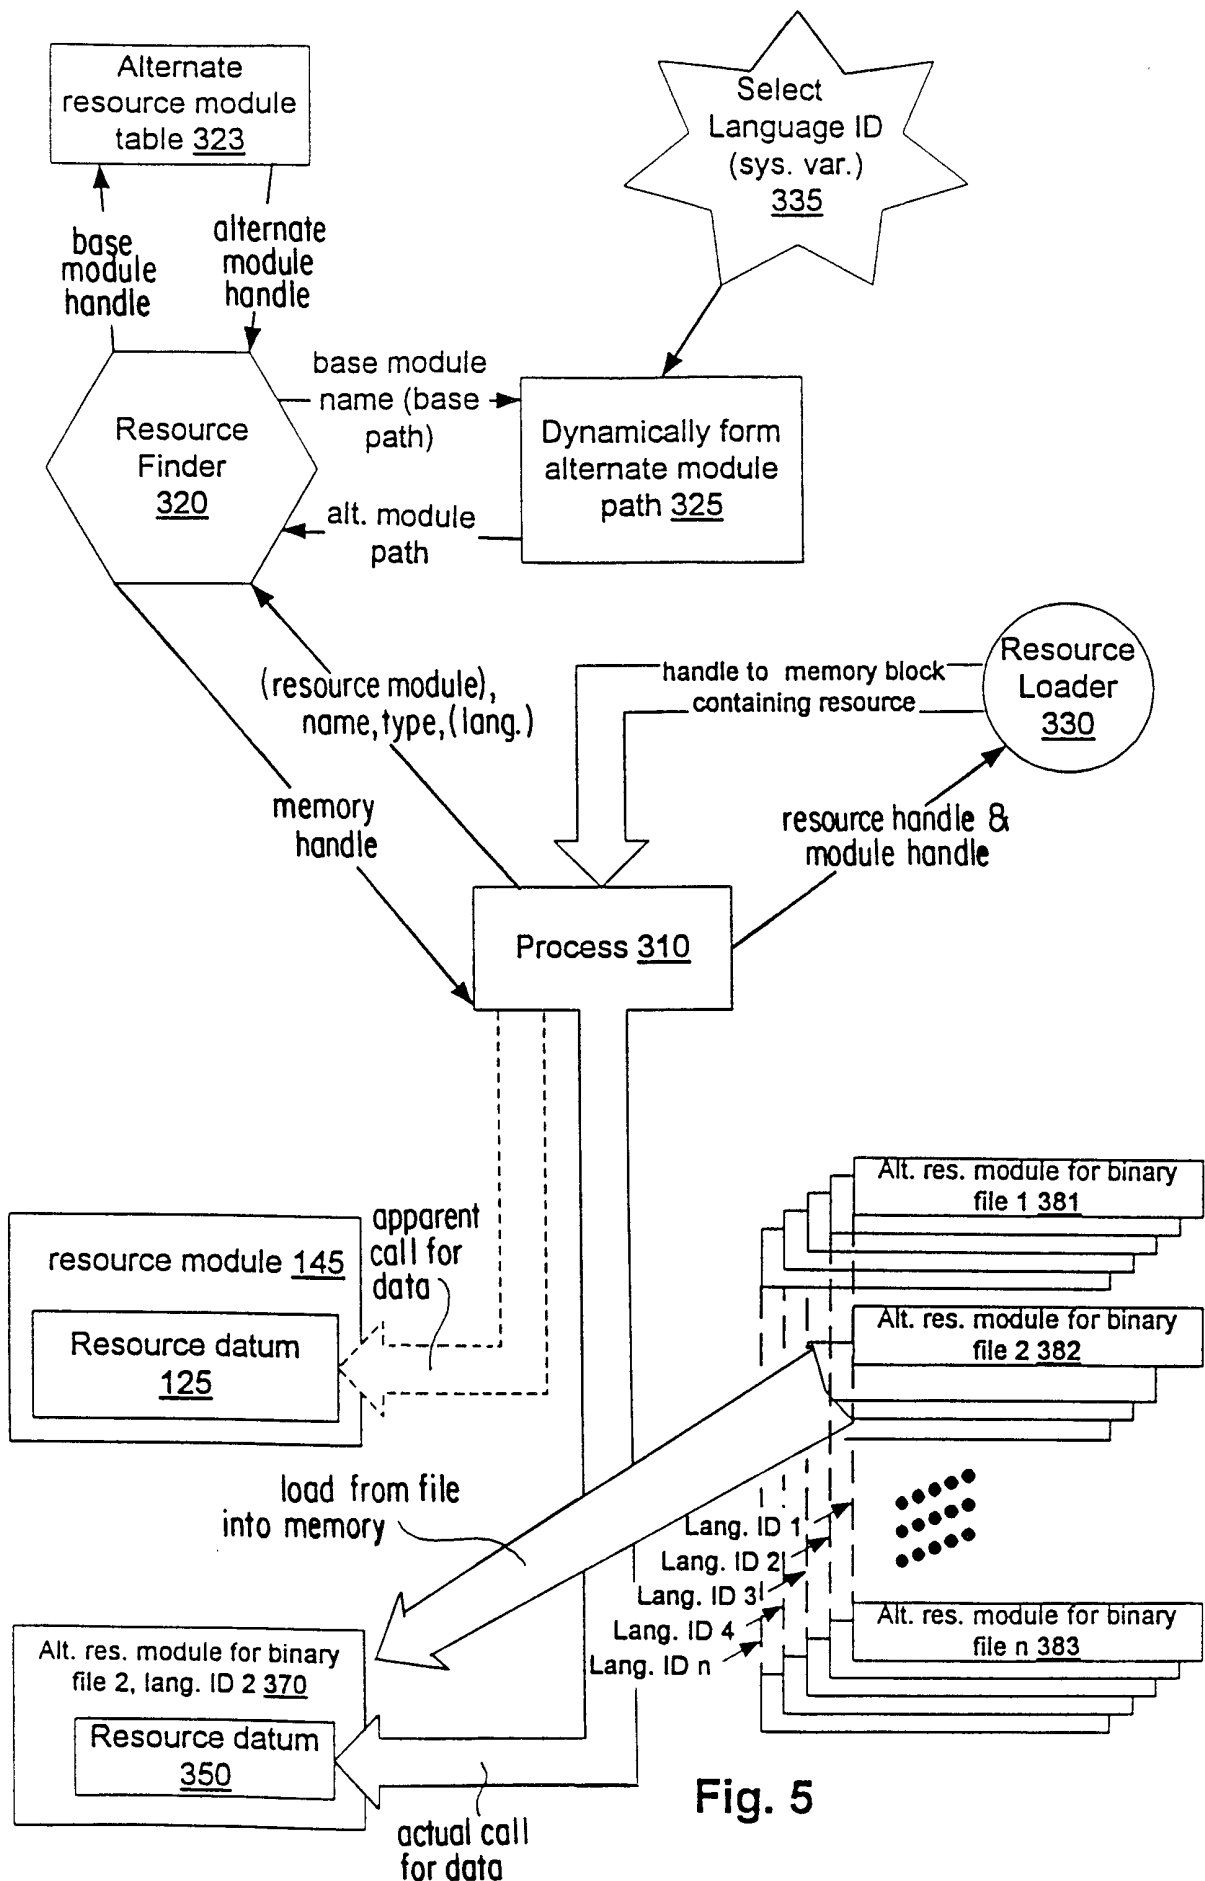 Alternate
resource module
table 323
Select
Language ID
(sys. var.)
335
base
module
handle
alternate
module
handle
base module
name (base
path)
Resource
Finder
320
Dynamically form
alternate module
path 325
alt. module
path
(resource module),
name, type, (lang.)
handle to memory block
containing resource
Resource
Loader
330
memory
handle
resource handle &
module handle
Process 310
resource module 145
Resource datum
125
apparent
call for
data
Alt. res. module for binary
file 1 381
Alt. res. module for binary
file 2 382
load from file
into memory
Lang. ID 1
Lang. ID 2
Lang. ID 3
Lang. ID 4
Lang. ID n
Alt. res. module for binary
file n 383
Alt. res. module for binary
file 2, lang. ID 2 370
Resource datum
350
actual call
for data
Fig. 5